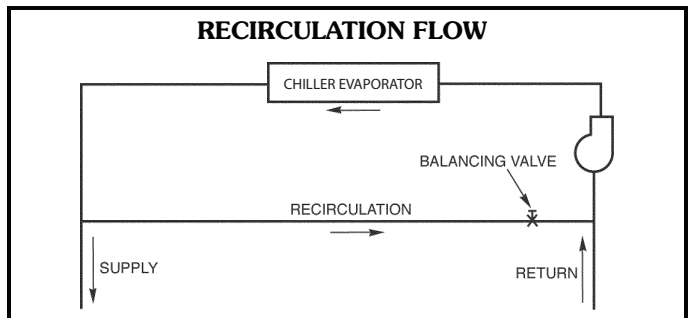 RECIRCULATION FLOW
CHILLER EVAPORATOR
BALANCING VALVE
RECIRCULATION
SUPPLY
RETURN